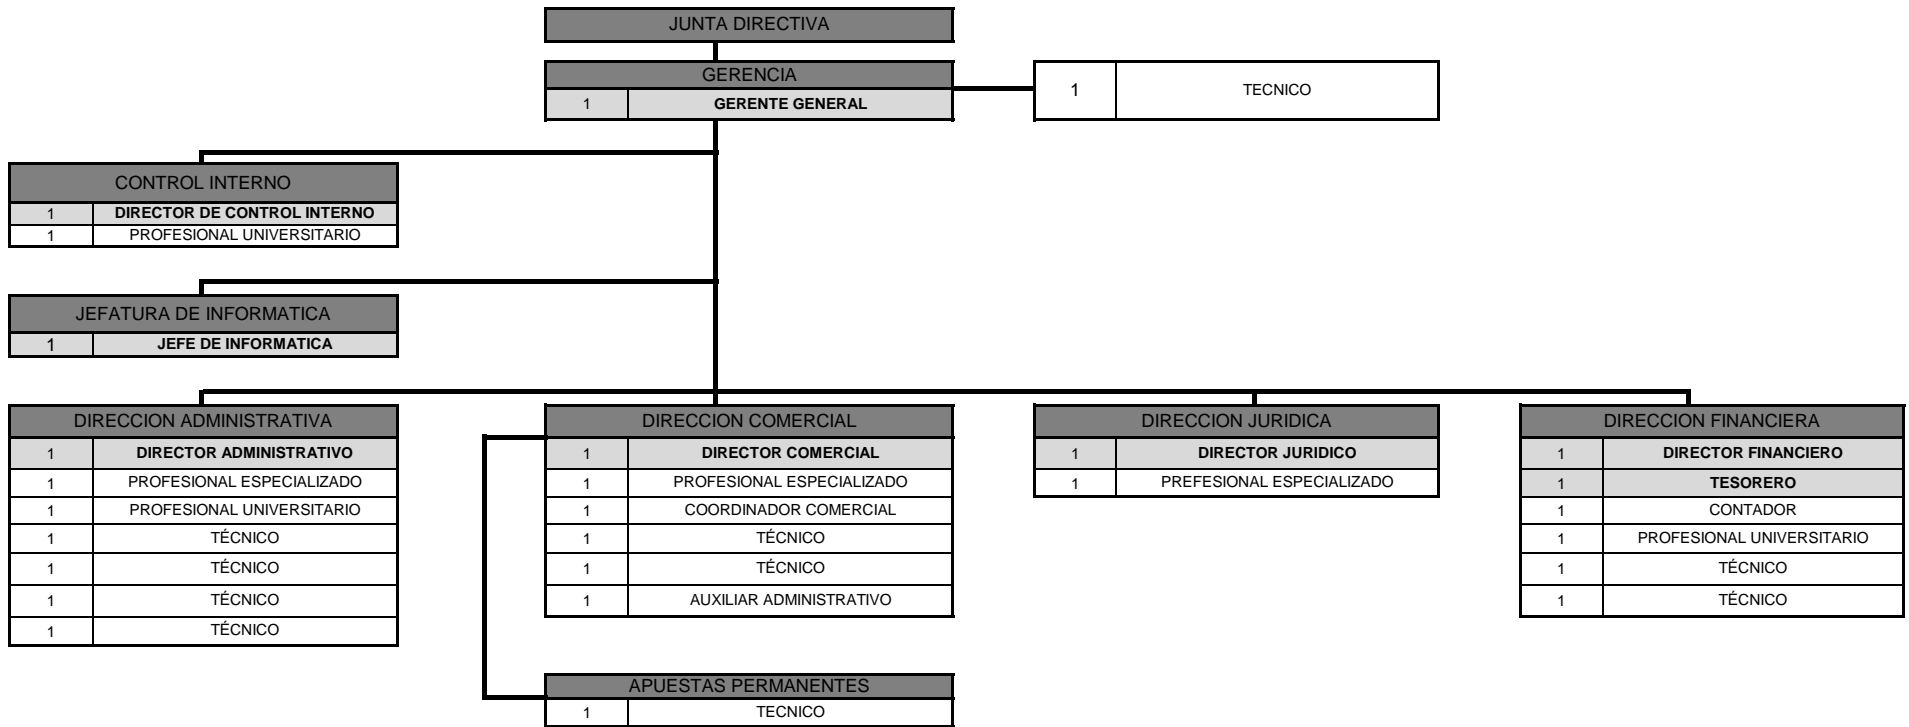 JUNTA DIRECTIVA
GERENCIA
1 GERENTE GENERAL
1 TECNICO
CONTROL INTERNO
1 DIRECTOR DE CONTROL INTERNO
1 PROFESIONAL UNIVERSITARIO
JEFATURA DE INFORMATICA
1 JEFE DE INFORMATICA
DIRECCION ADMINISTRATIVA
1 DIRECTOR ADMINISTRATIVO
1 PROFESIONAL ESPECIALIZADO
1 PROFESIONAL UNIVERSITARIO
1 TÉCNICO
1 TÉCNICO
1 TÉCNICO
1 TÉCNICO
DIRECCION COMERCIAL
1 DIRECTOR COMERCIAL
1 PROFESIONAL ESPECIALIZADO
1 COORDINADOR COMERCIAL
1 TÉCNICO
1 TÉCNICO
1 AUXILIAR ADMINISTRATIVO
APUESTAS PERMANENTES
1 TECNICO
DIRECCION JURIDICA
1 DIRECTOR JURIDICO
1 PREFESIONAL ESPECIALIZADO
DIRECCION FINANCIERA
1 DIRECTOR FINANCIERO
1 TESORERO
1 CONTADOR
1 PROFESIONAL UNIVERSITARIO
1 TÉCNICO
1 TÉCNICO